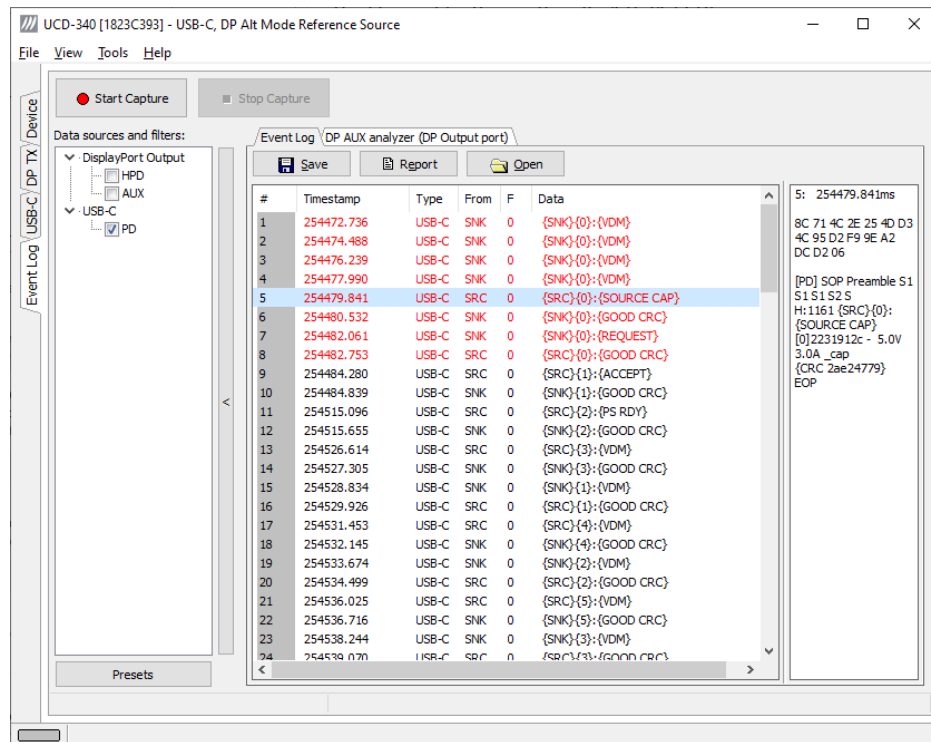 UCD-340 [1823C393] - USB-C, DP Alt Mode Reference Source
File View Tools Help
Start Capture
Stop Capture
Device
DP TX
USB-C
Event Log
Data sources and filters:
DisplayPort Output
HPD
AUX
USB-C
PD
Presets
<
Event Log
DP AUX analyzer (DP Output port)
Save
Report
Open
# Timestamp Type From F Data
1 254472.736 USB-C SNK 0 {SNK}{0}:{VDM}
2 254474.488 USB-C SNK 0 {SNK}{0}:{VDM}
3 254476.239 USB-C SNK 0 {SNK}{0}:{VDM}
4 254477.990 USB-C SNK 0 {SNK}{0}:{VDM}
5 254479.841 USB-C SRC 0 {SRC}{0}:{SOURCE CAP}
6 254480.532 USB-C SNK 0 {SNK}{0}:{GOOD CRC}
7 254482.061 USB-C SNK 0 {SNK}{0}:{REQUEST}
8 254482.753 USB-C SRC 0 {SRC}{0}:{GOOD CRC}
9 254484.280 USB-C SRC 0 {SRC}{1}:{ACCEPT}
10 254484.839 USB-C SNK 0 {SNK}{1}:{GOOD CRC}
11 254515.096 USB-C SRC 0 {SRC}{2}:{PS RDY}
12 254515.655 USB-C SNK 0 {SNK}{2}:{GOOD CRC}
13 254526.614 USB-C SRC 0 {SRC}{3}:{VDM}
14 254527.305 USB-C SNK 0 {SNK}{3}:{GOOD CRC}
15 254528.834 USB-C SNK 0 {SNK}{1}:{VDM}
16 254529.926 USB-C SRC 0 {SRC}{1}:{GOOD CRC}
17 254531.453 USB-C SRC 0 {SRC}{4}:{VDM}
18 254532.145 USB-C SNK 0 {SNK}{4}:{GOOD CRC}
19 254533.674 USB-C SNK 0 {SNK}{2}:{VDM}
20 254534.499 USB-C SRC 0 {SRC}{2}:{GOOD CRC}
21 254536.025 USB-C SRC 0 {SRC}{5}:{VDM}
22 254536.716 USB-C SNK 0 {SNK}{5}:{GOOD CRC}
23 254538.244 USB-C SNK 0 {SNK}{3}:{VDM}
24 254539.070 USB-C SRC 0 {SRC}{3}:{GOOD CRC}
5: 254479.841ms
8C 71 4C 2E 25 4D D3
4C 95 D2 F9 9E A2
DC D2 06
[PD] SOP Preamble S1
S1 S1 S2 S
H:1161 {SRC}{0}:
{SOURCE CAP}
[0]2231912c - 5.0V
3.0A _cap
{CRC 2ae24779}
EOP